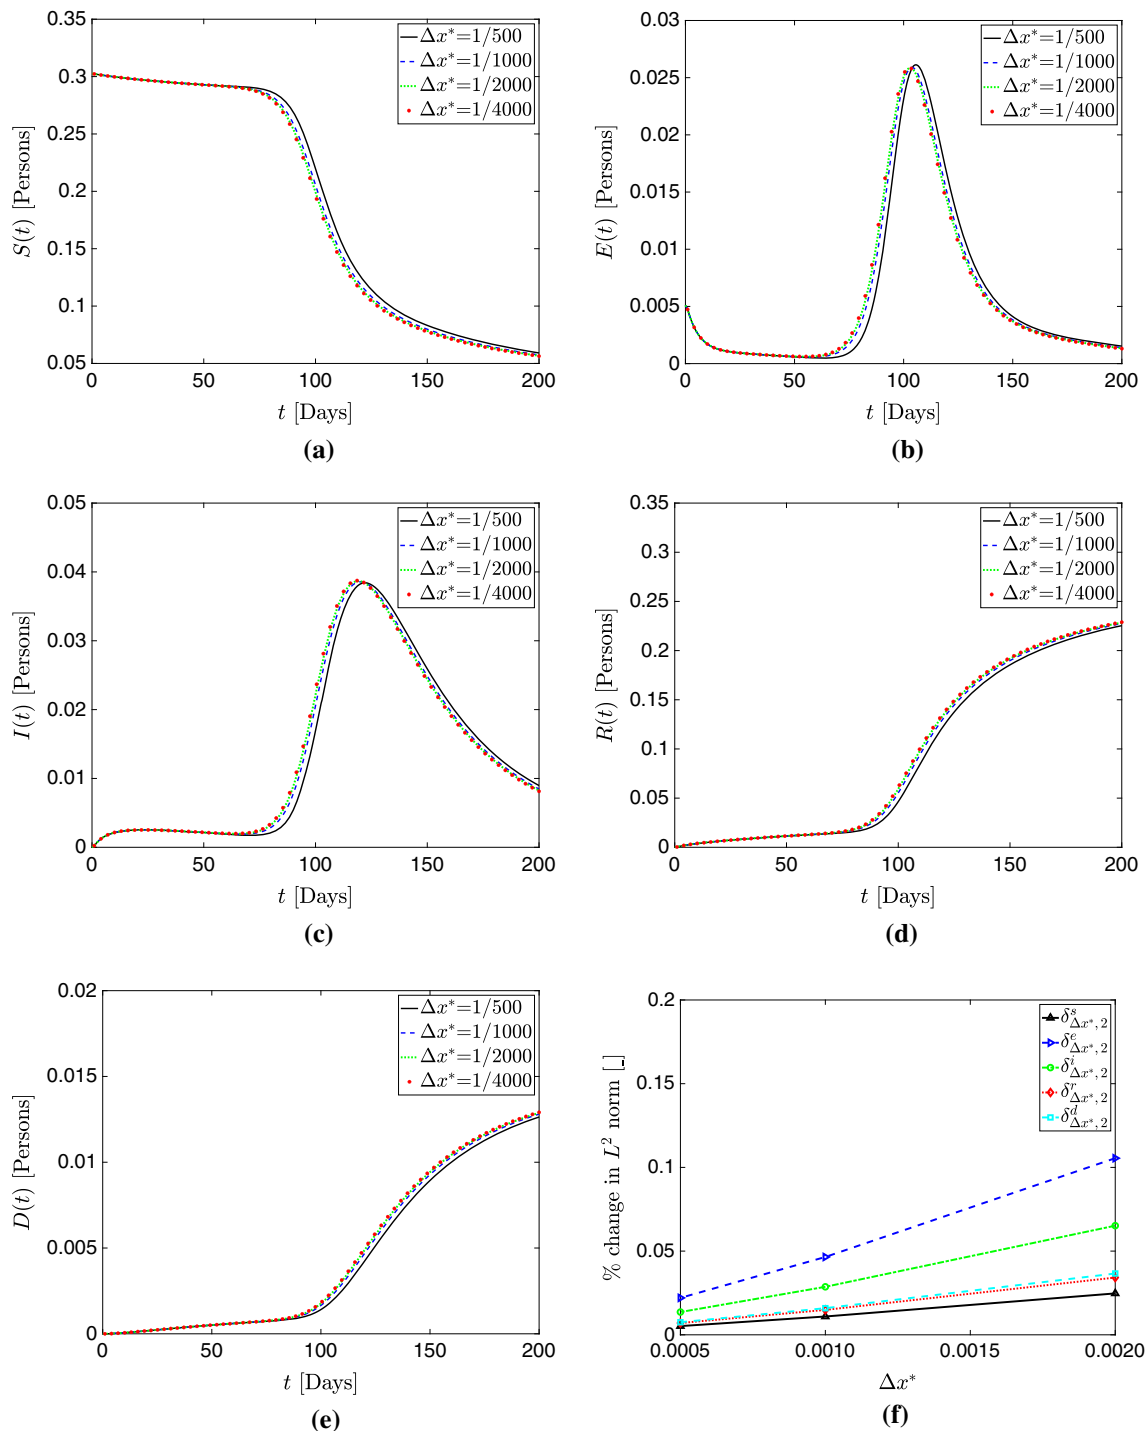 0.35
0.3
0.25
0.2
0.15
0.1
0.05
0 50 100 150 200
S(t) [Persons]
t [Days]
Δx*=1/500
Δx*=1/1000
Δx*=1/2000
Δx*=1/4000
(a)
0.03
0.025
0.02
0.015
0.01
0.005
0
0 50 100 150 200
E(t) [Persons]
t [Days]
Δx*=1/500
Δx*=1/1000
Δx*=1/2000
Δx*=1/4000
(b)
0.05
0.04
0.03
0.02
0.01
0
0 50 100 150 200
I(t) [Persons]
t [Days]
Δx*=1/500
Δx*=1/1000
Δx*=1/2000
Δx*=1/4000
(c)
0.35
0.3
0.25
0.2
0.15
0.1
0.05
0
0 50 100 150 200
R(t) [Persons]
t [Days]
Δx*=1/500
Δx*=1/1000
Δx*=1/2000
Δx*=1/4000
(d)
0.02
0.015
0.01
0.005
0
0 50 100 150 200
D(t) [Persons]
t [Days]
Δx*=1/500
Δx*=1/1000
Δx*=1/2000
Δx*=1/4000
(e)
0.2
0.15
0.1
0.05
0
0.0005 0.0010 0.0015 0.0020
% change in L² norm [_]
Δx*
δ^s_{Δx*,2}
δ^e_{Δx*,2}
δ^i_{Δx*,2}
δ^r_{Δx*,2}
δ^d_{Δx*,2}
(f)